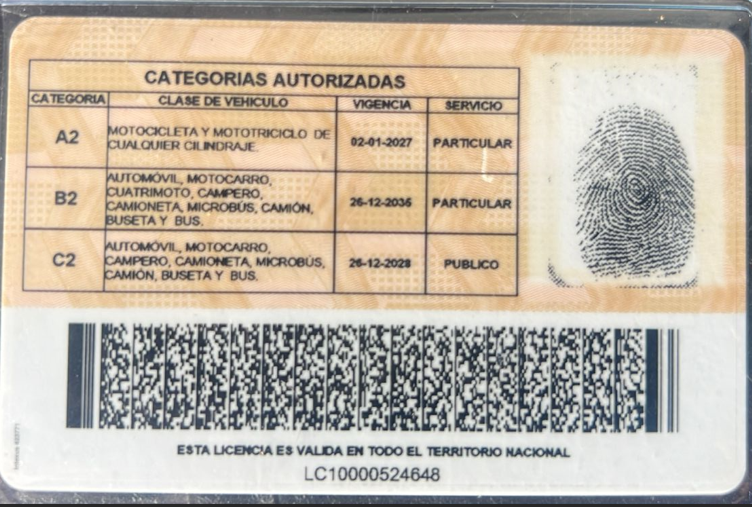 CATEGORIAS AUTORIZADAS
CATEGORIA CLASE DE VEHICULO VIGENCIA SERVICIO
A2 MOTOCICLETA Y MOTOTRICICLO DE CUALQUIER CILINDRAJE. 02-01-2027 PARTICULAR
B2 AUTOMÓVIL, MOTOCARRO, CUATRIMOTO, CAMPERO, CAMIONETA, MICROBÚS, CAMIÓN, BUSETA Y BUS. 26-12-2035 PARTICULAR
C2 AUTOMÓVIL, MOTOCARRO, CAMPERO, CAMIONETA, MICROBÚS, CAMIÓN, BUSETA Y BUS. 26-12-2028 PUBLICO
ESTA LICENCIA ES VALIDA EN TODO EL TERRITORIO NACIONAL
LC10000524648